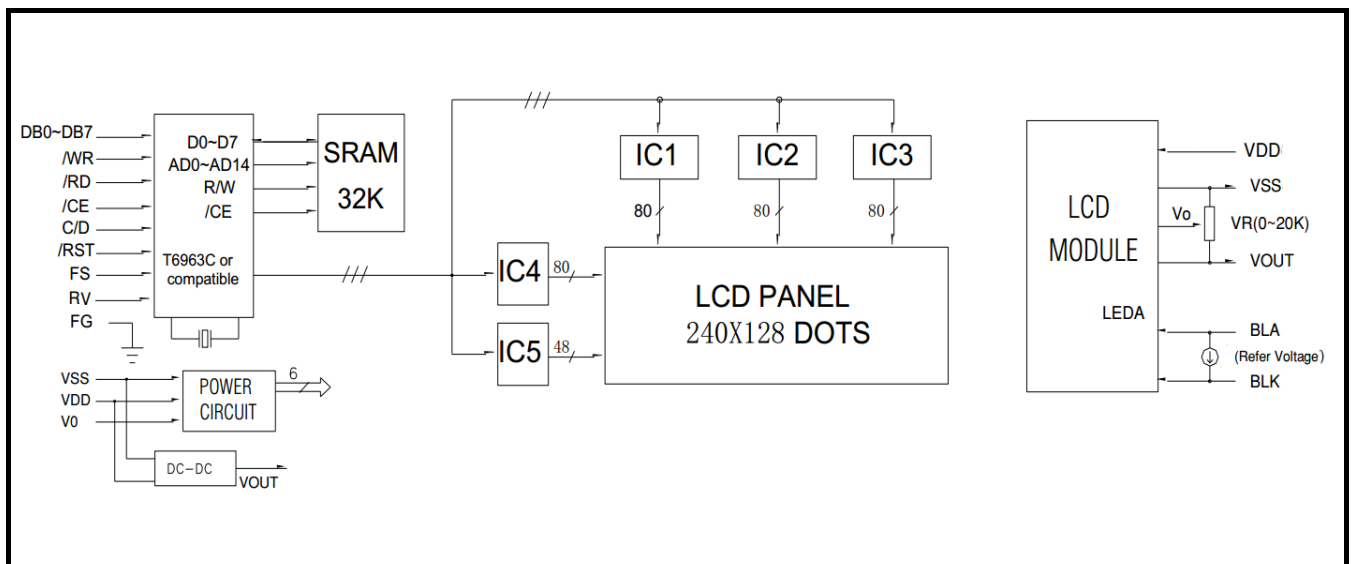 DB0~DB7
/WR
/RD
/CE
C/D
/RST
FS
RV
FG
D0~D7
AD0~AD14
R/W
/CE
T6963C or
compatible
SRAM
32K
VSS
VDD
V0
POWER
CIRCUIT
6
DC-DC
VOUT
IC1
IC2
IC3
80
80
80
IC4
80
IC5
48
LCD PANEL
240X128 DOTS
LCD
MODULE
LEDA
VDD
VSS
Vo
VR(0~20K)
VOUT
BLA
(Refer Voltage)
BLK